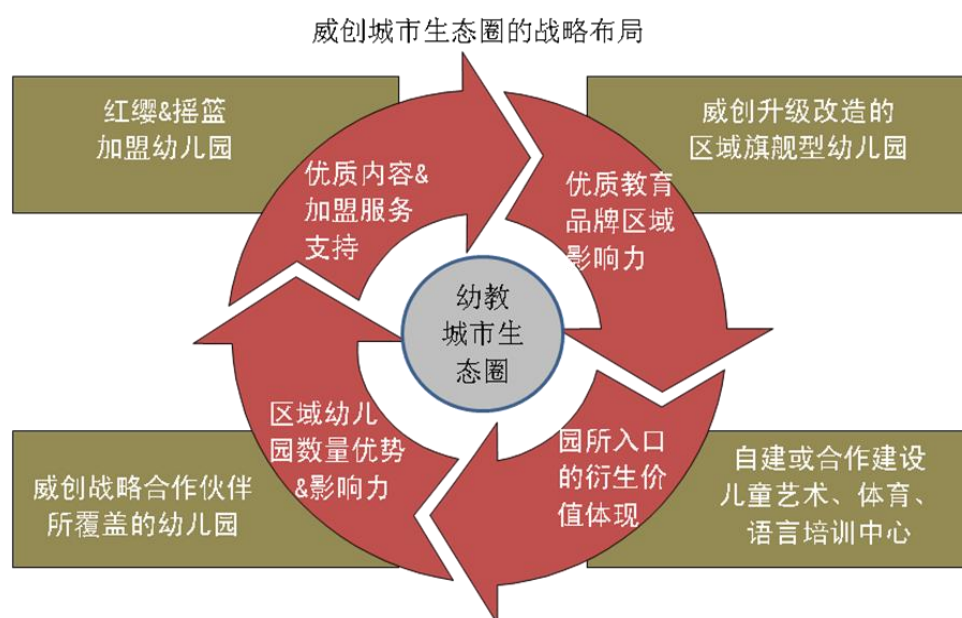 威创城市生态圈的战略布局
红缨&摇篮
加盟幼儿园
威创升级改造的
区域旗舰型幼儿园
优质内容&
加盟服务
支持
优质教育
品牌区域
影响力
幼教
城市生
态圈
区域幼儿
园数量优势
&影响力
园所入口
的衍生价
值体现
威创战略合作伙伴
所覆盖的幼儿园
自建或合作建设
儿童艺术、体育、
语言培训中心